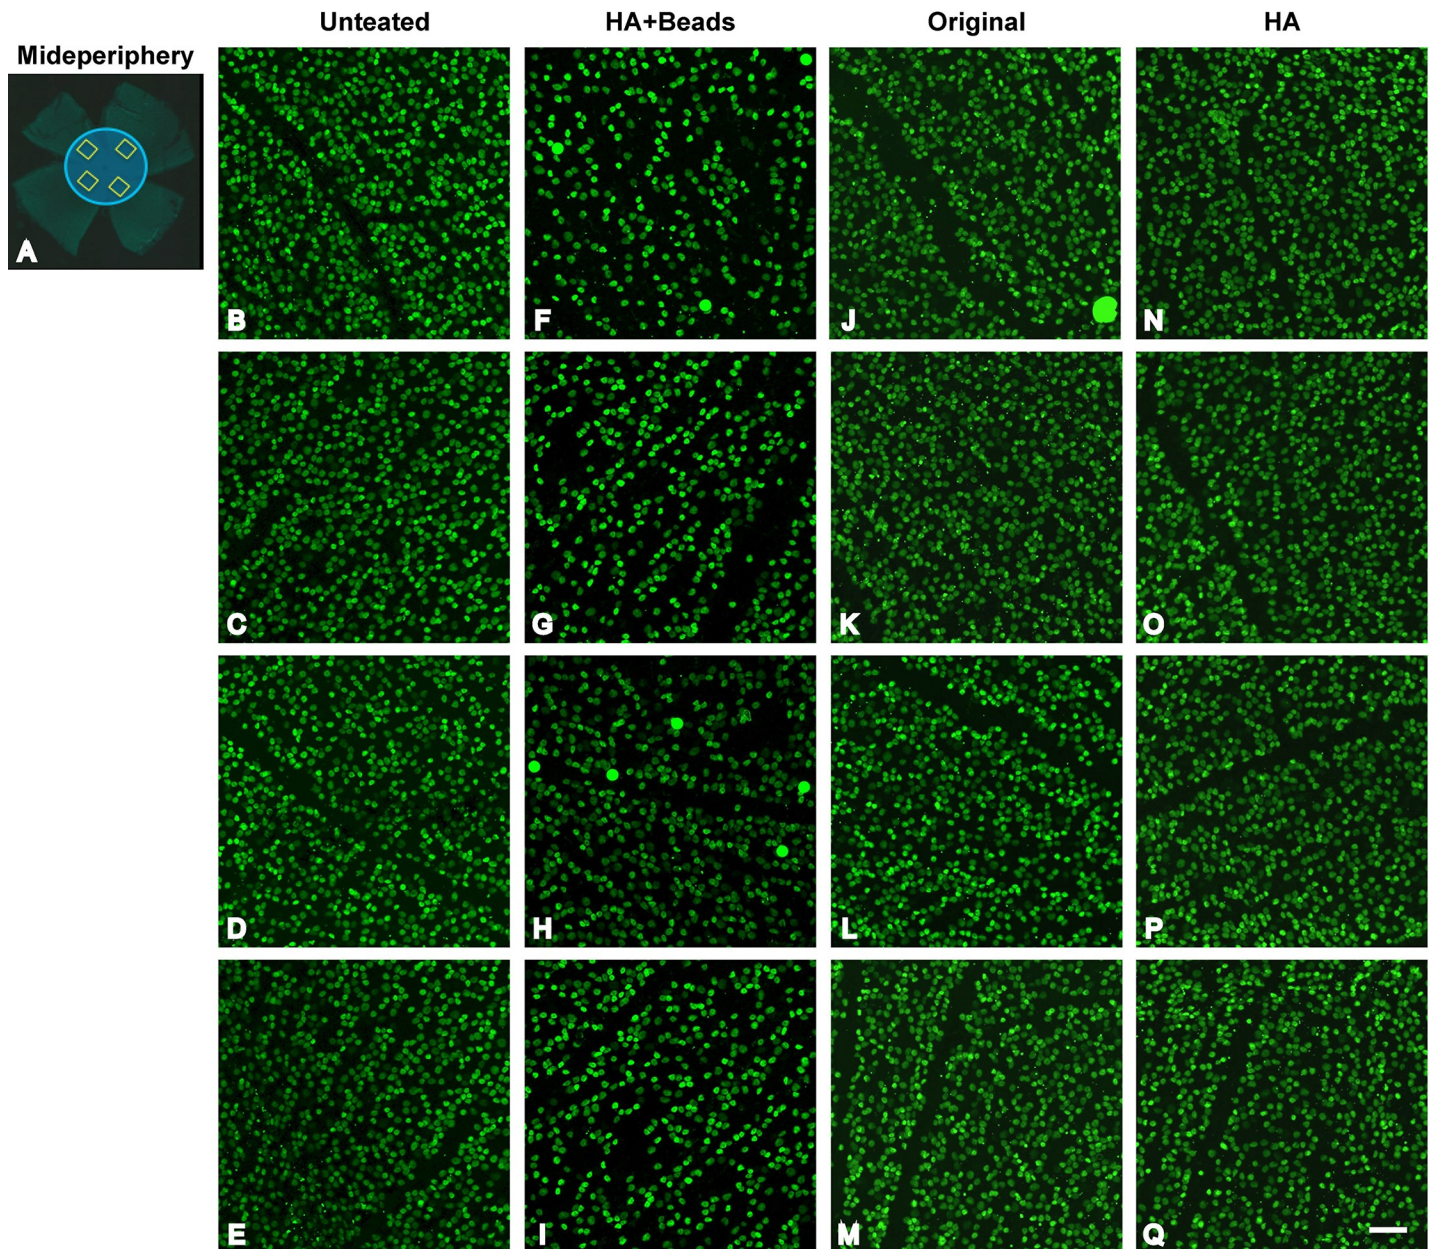 Unteated HA+Beads Original HA
Mideperiphery
A
B F J N
C G K O
D H L P
E I M Q